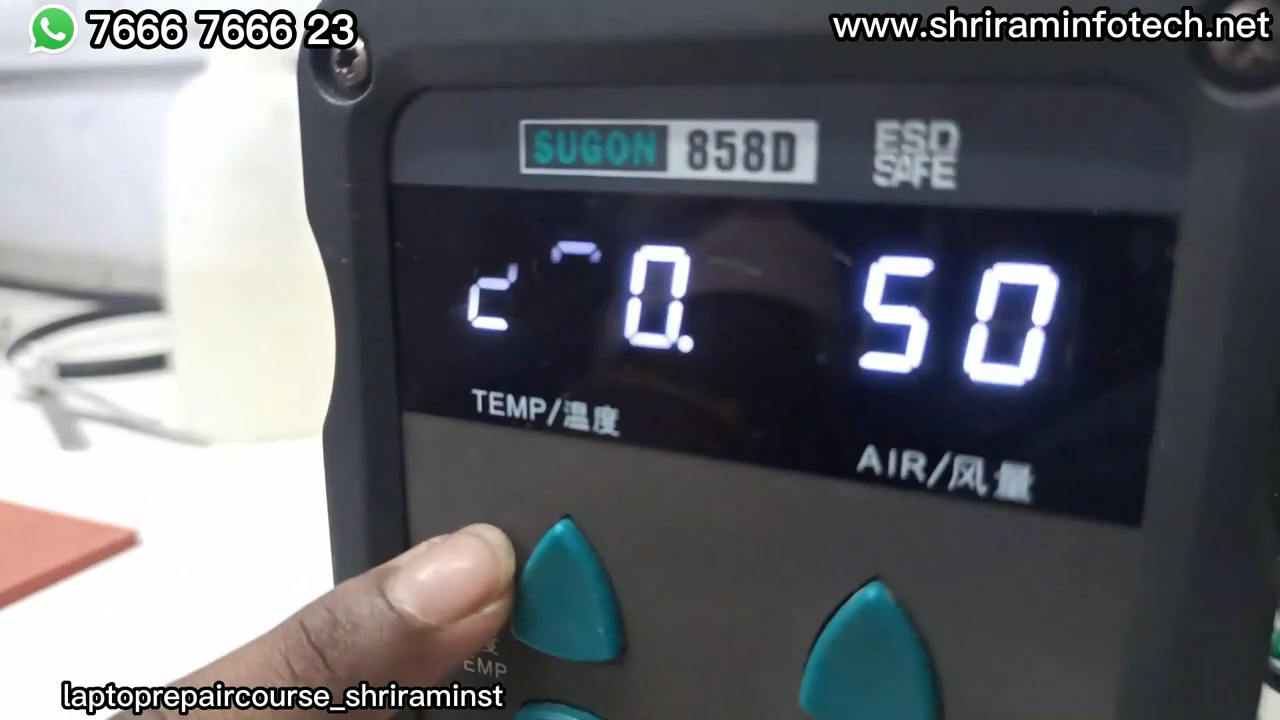 7666 7666 23
www.shriraminfotech.net
SUGON 858D
ESD
SAFE
0. 50
TEMP/温度
AIR/风量
EMP
laptoprepaircourse_shriraminst